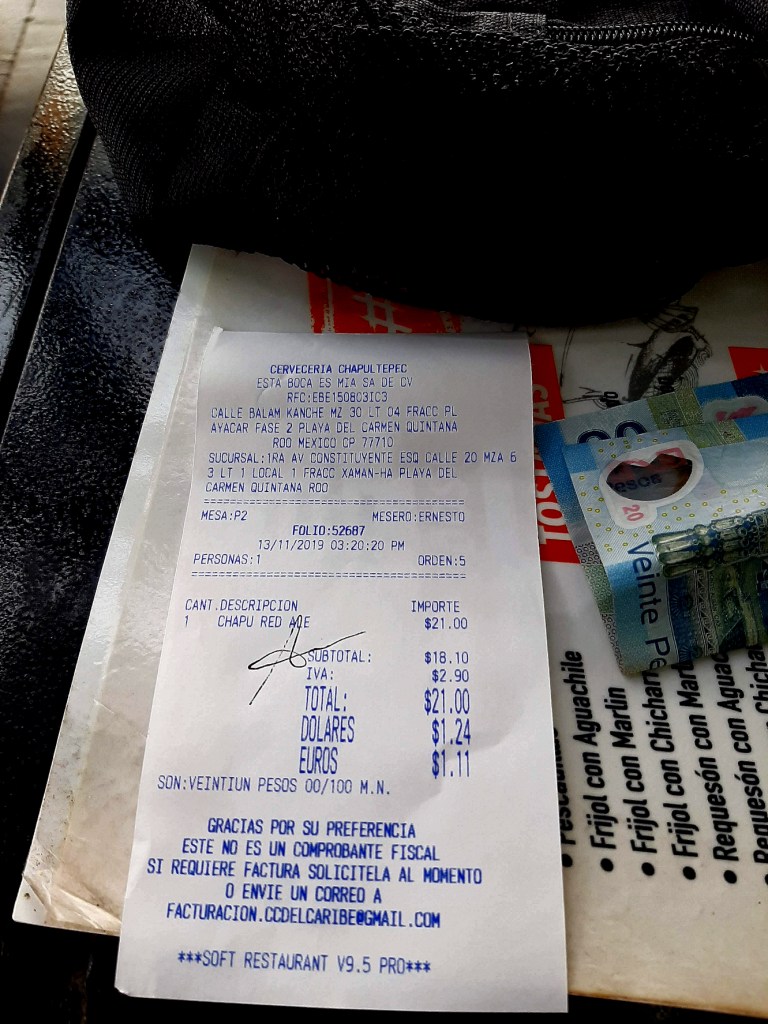 CERVECERIA CHAPULTEPEC
ESTA BOCA ES MIA SA DE CV
RFC:EBE150803IC3
CALLE BALAM KANCHE MZ 30 LT 04 FRACC PL
AYACAR FASE 2 PLAYA DEL CARMEN QUINTANA
ROO MEXICO CP 77710
SUCURSAL:1RA AV CONSTITUYENTE ESQ CALLE 20 MZA 6
3 LT 1 LOCAL 1 FRACC XAMAN-HA PLAYA DEL
CARMEN QUINTANA ROO
MESA:P2 MESERO:ERNESTO
FOLIO:52687
13/11/2019 03:20:20 PM
PERSONAS:1 ORDEN:5
CANT.DESCRIPCION IMPORTE
1 CHAPU RED ALE $21.00
SUBTOTAL: $18.10
IVA: $2.90
TOTAL: $21.00
DOLARES $1.24
EUROS $1.11
SON:VEINTIUN PESOS 00/100 M.N.
GRACIAS POR SU PREFERENCIA
ESTE NO ES UN COMPROBANTE FISCAL
SI REQUIERE FACTURA SOLICITELA AL MOMENTO
O ENVIE UN CORREO A
FACTURACION.CCDELCARIBE@GMAIL.COM
***SOFT RESTAURANT V9.5 PRO***
20
Veinte
• Frijol con Aguachile
• Frijol con Martin
• Frijol con
• Frijol con
• Requesón con
• Requesón con